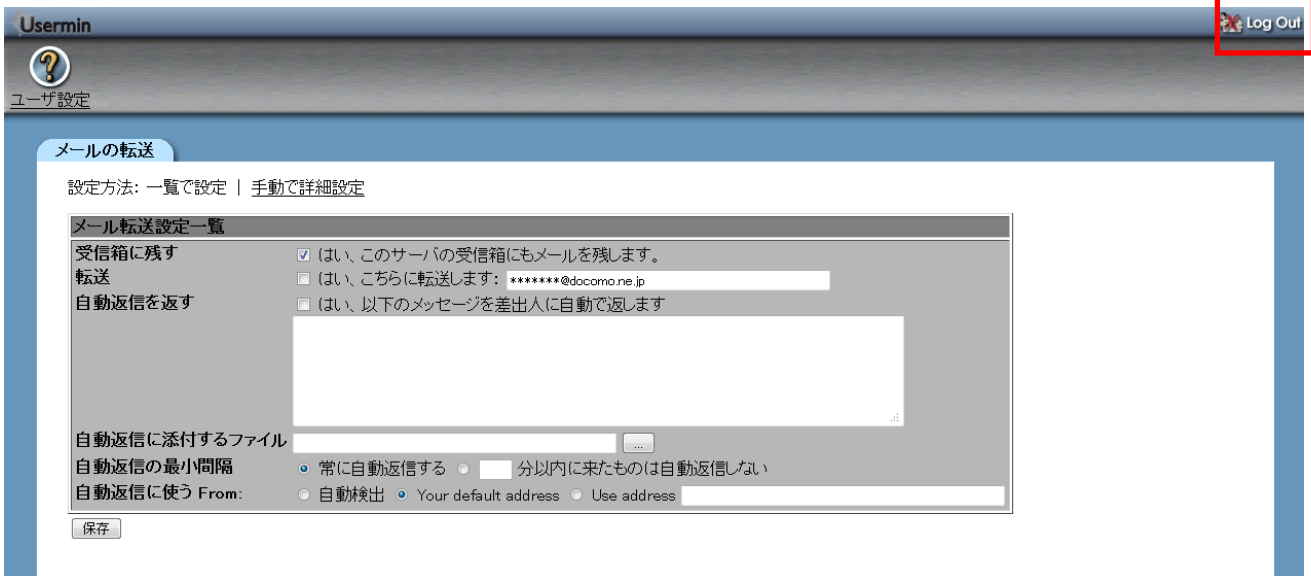 Usermin
Log Out
ユーザ設定
メールの転送
設定方法: 一覧で設定 | 手動で詳細設定
メール転送設定一覧
受信箱に残す はい、このサーバの受信箱にもメールを残します。
転送 はい、こちらに転送します: *******@docomo.ne.jp
自動返信を返す はい、以下のメッセージを差出人に自動で返します
自動返信に添付するファイル ...
自動返信の最小間隔 常に自動返信する 分以内に来たものは自動返信しない
自動返信に使う From: 自動検出 Your default address Use address
保存